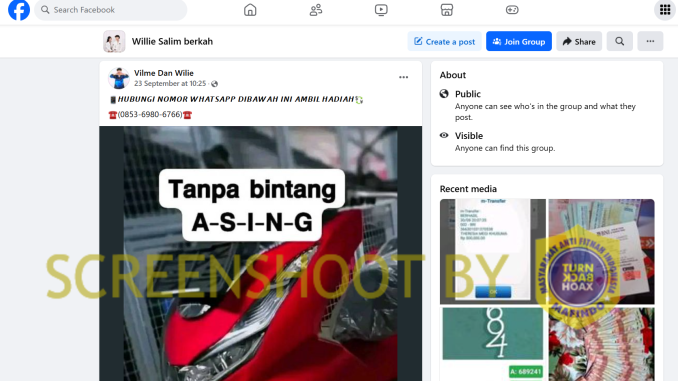 Search Facebook
Willie Salim berkah
Create a post
Join Group
Share
Vilme Dan Wilie
23 September at 10:25
HUBUNGI NOMOR WHATSAPP DIBAWAH INI AMBIL HADIAH
(0853-6980-6766)
Tanpa bintang
A-S-I-N-G
SCREENSHOOT BY
About
Public
Anyone can see who's in the group and what they
post.
Visible
Anyone can find this group.
Recent media
m-Transfer
MASYARAKAT ANTI FITNAH INDONESIA
TURN
BACK
HOAX
MAFINDO
A: 689241